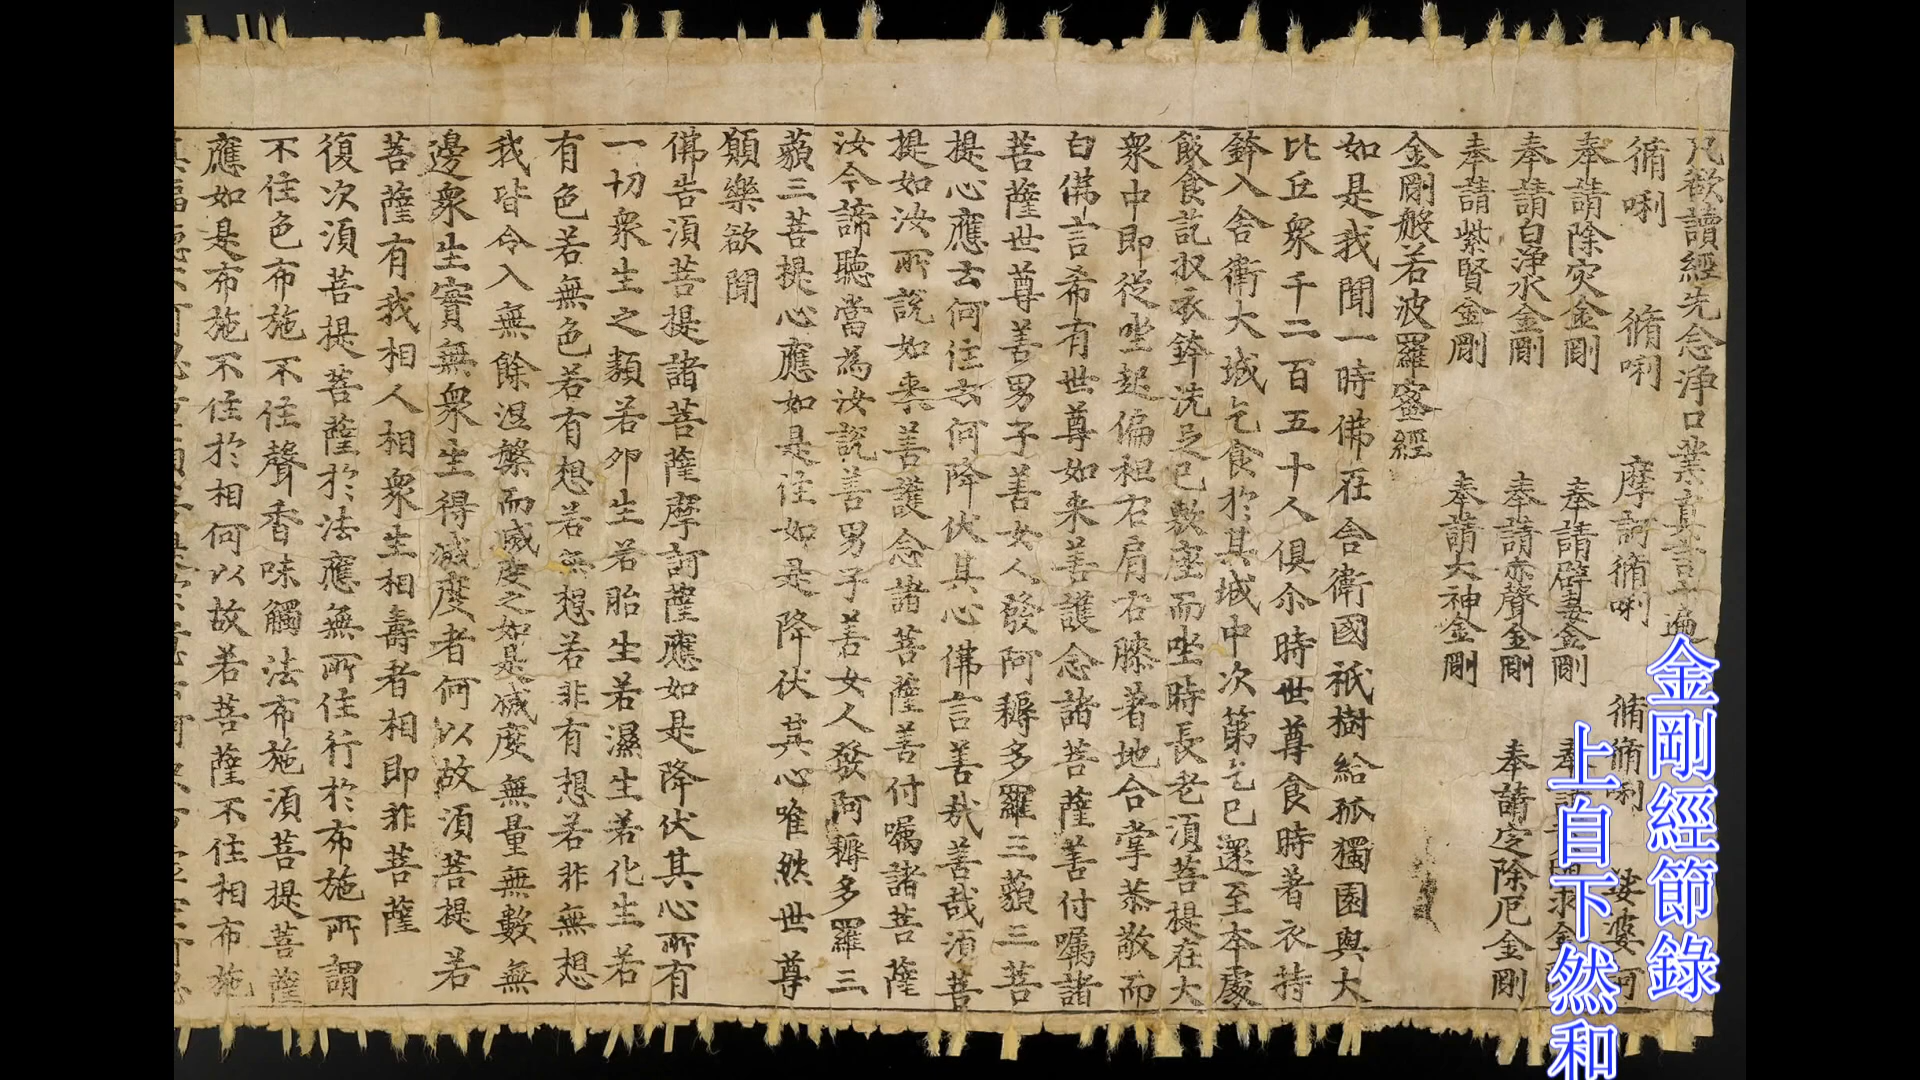 凡欲讀經先念淨口業真言一遍
脩唎 脩唎 摩訶脩唎 脩脩唎 娑婆訶
奉請除灾金剛 奉請辟毒金剛
奉請白淨水金剛 奉請赤聲金剛 奉請定除厄金剛
奉請紫賢金剛 奉請大神金剛
金剛般若波羅蜜經
如是我聞一時佛在舍衛國祇樹給孤獨園與大
比丘衆千二百五十人俱尒時世尊食時著衣持
鉢入舍衛大城乞食於其城中次第乞已還至本處
飯食訖収衣鉢洗足已敷座而坐時長老湏菩提在大
衆中即從坐起偏袒右肩右膝著地合掌恭敬而
白佛言希有世尊如来善護念諸菩薩善付囑諸
菩薩世尊善男子善女人發阿耨多羅三藐三菩
提心應云何住云何降伏其心佛言善哉善哉湏菩
提如汝所說如来善護念諸菩薩善付囑諸菩薩
汝今諦聽當為汝說善男子善女人發阿耨多羅三
藐三菩提心應如是住如是降伏其心唯然世尊
願樂欲聞
佛告湏菩提諸菩薩摩訶薩應如是降伏其心所有
一切衆生之類若卵生若胎生若濕生若化生若
有色若無色若有想若無想若非有想若非無想
我皆令入無餘涅槃而滅度之如是滅度無量無數無
邊衆生實無衆生得滅度者何以故湏菩提若
菩薩有我相人相衆生相壽者相即非菩薩
復次湏菩提菩薩於法應無所住行於布施所謂
不住色布施不住聲香味觸法布施湏菩提菩薩
應如是布施不住於相何以故若菩薩不住相布施
金剛經節錄
上自下然和